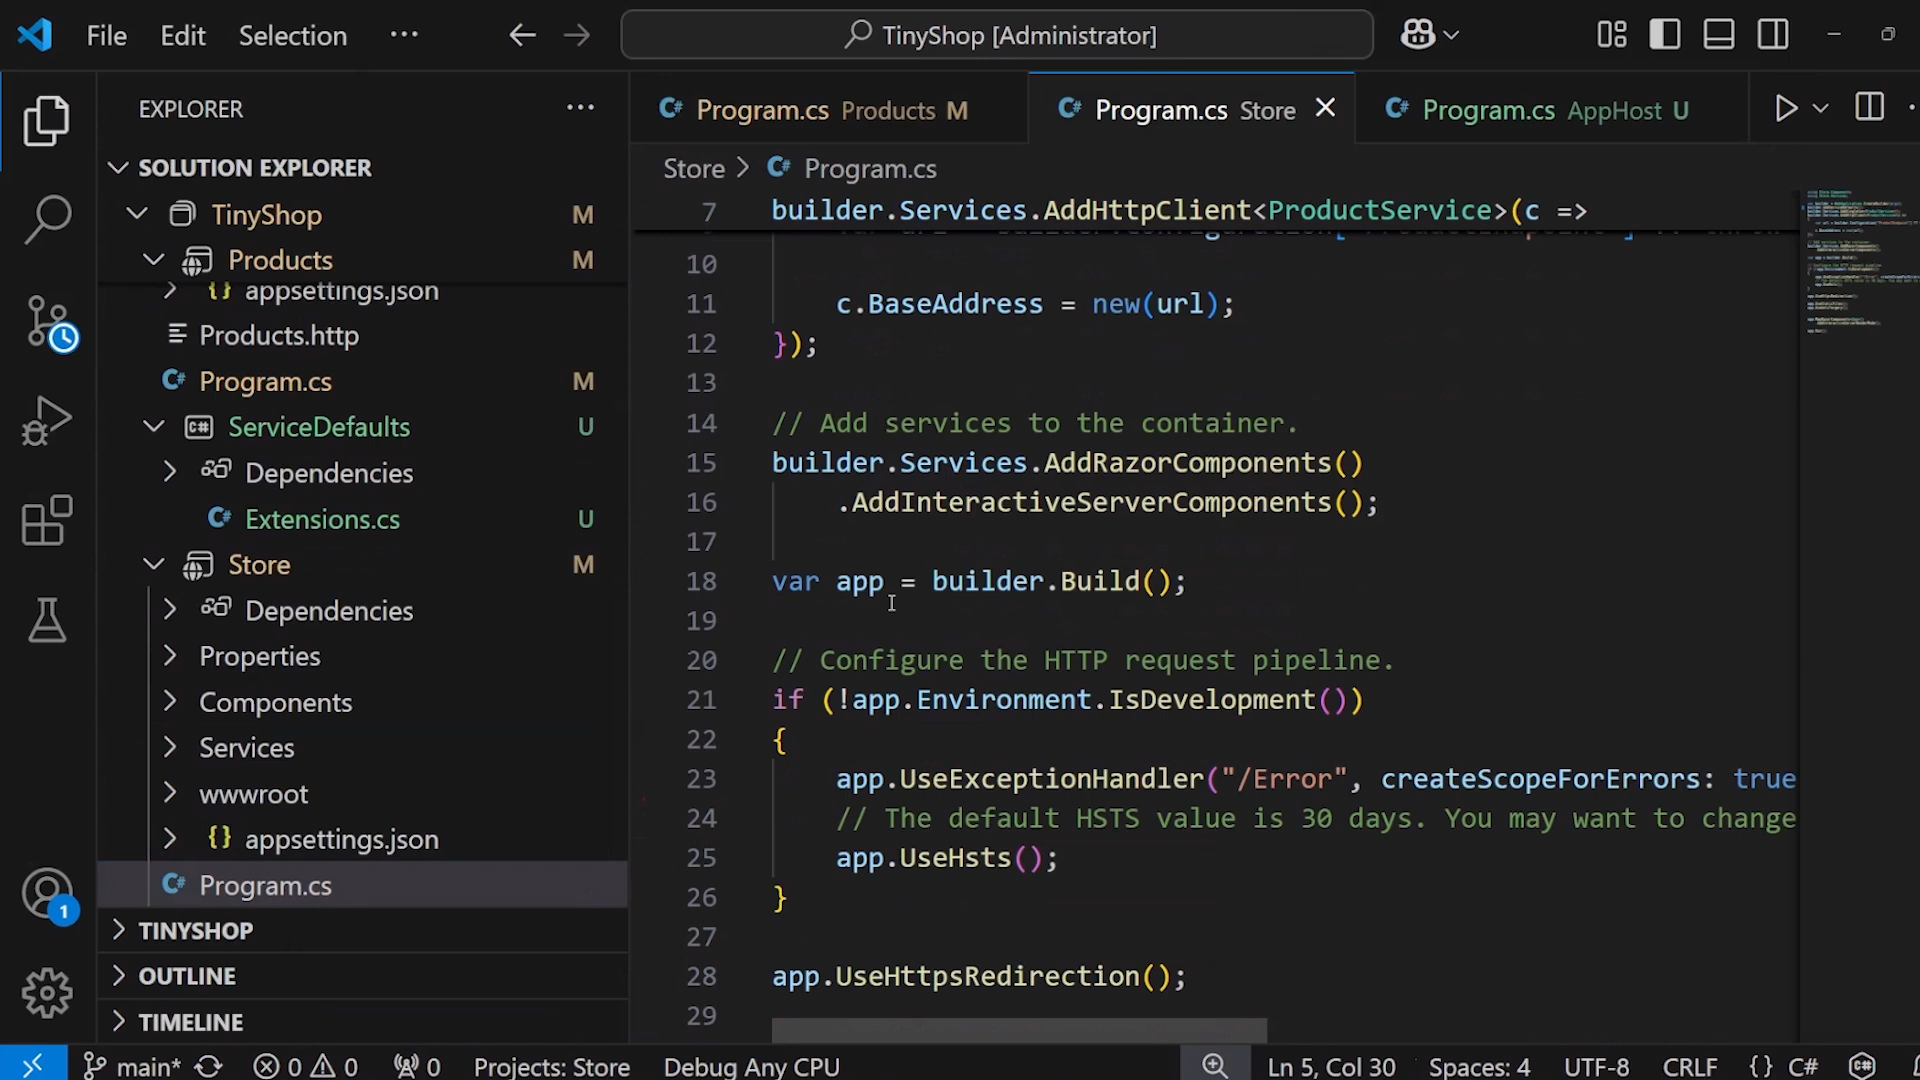 File Edit Selection ··· TinyShop [Administrator]
EXPLORER ···
SOLUTION EXPLORER
TinyShop M
Products M
appsettings.json
Products.http
Program.cs M
ServiceDefaults U
Dependencies
Extensions.cs U
Store M
Dependencies
Properties
Components
Services
wwwroot
appsettings.json
Program.cs
TINYSHOP
OUTLINE
TIMELINE
1
Program.cs Products M
Program.cs Store
Program.cs AppHost U
Store > Program.cs
7 builder.Services.AddHttpClient<ProductService>(c =>
10
11 c.BaseAddress = new(url);
12 });
13
14 // Add services to the container.
15 builder.Services.AddRazorComponents()
16 .AddInteractiveServerComponents();
17
18 var app = builder.Build();
19
20 // Configure the HTTP request pipeline.
21 if (!app.Environment.IsDevelopment())
22 {
23 app.UseExceptionHandler("/Error", createScopeForErrors: true
24 // The default HSTS value is 30 days. You may want to change
25 app.UseHsts();
26 }
27
28 app.UseHttpsRedirection();
29
main* 0 0 0 Projects: Store Debug Any CPU Ln 5, Col 30 Spaces: 4 UTF-8 CRLF {} C#